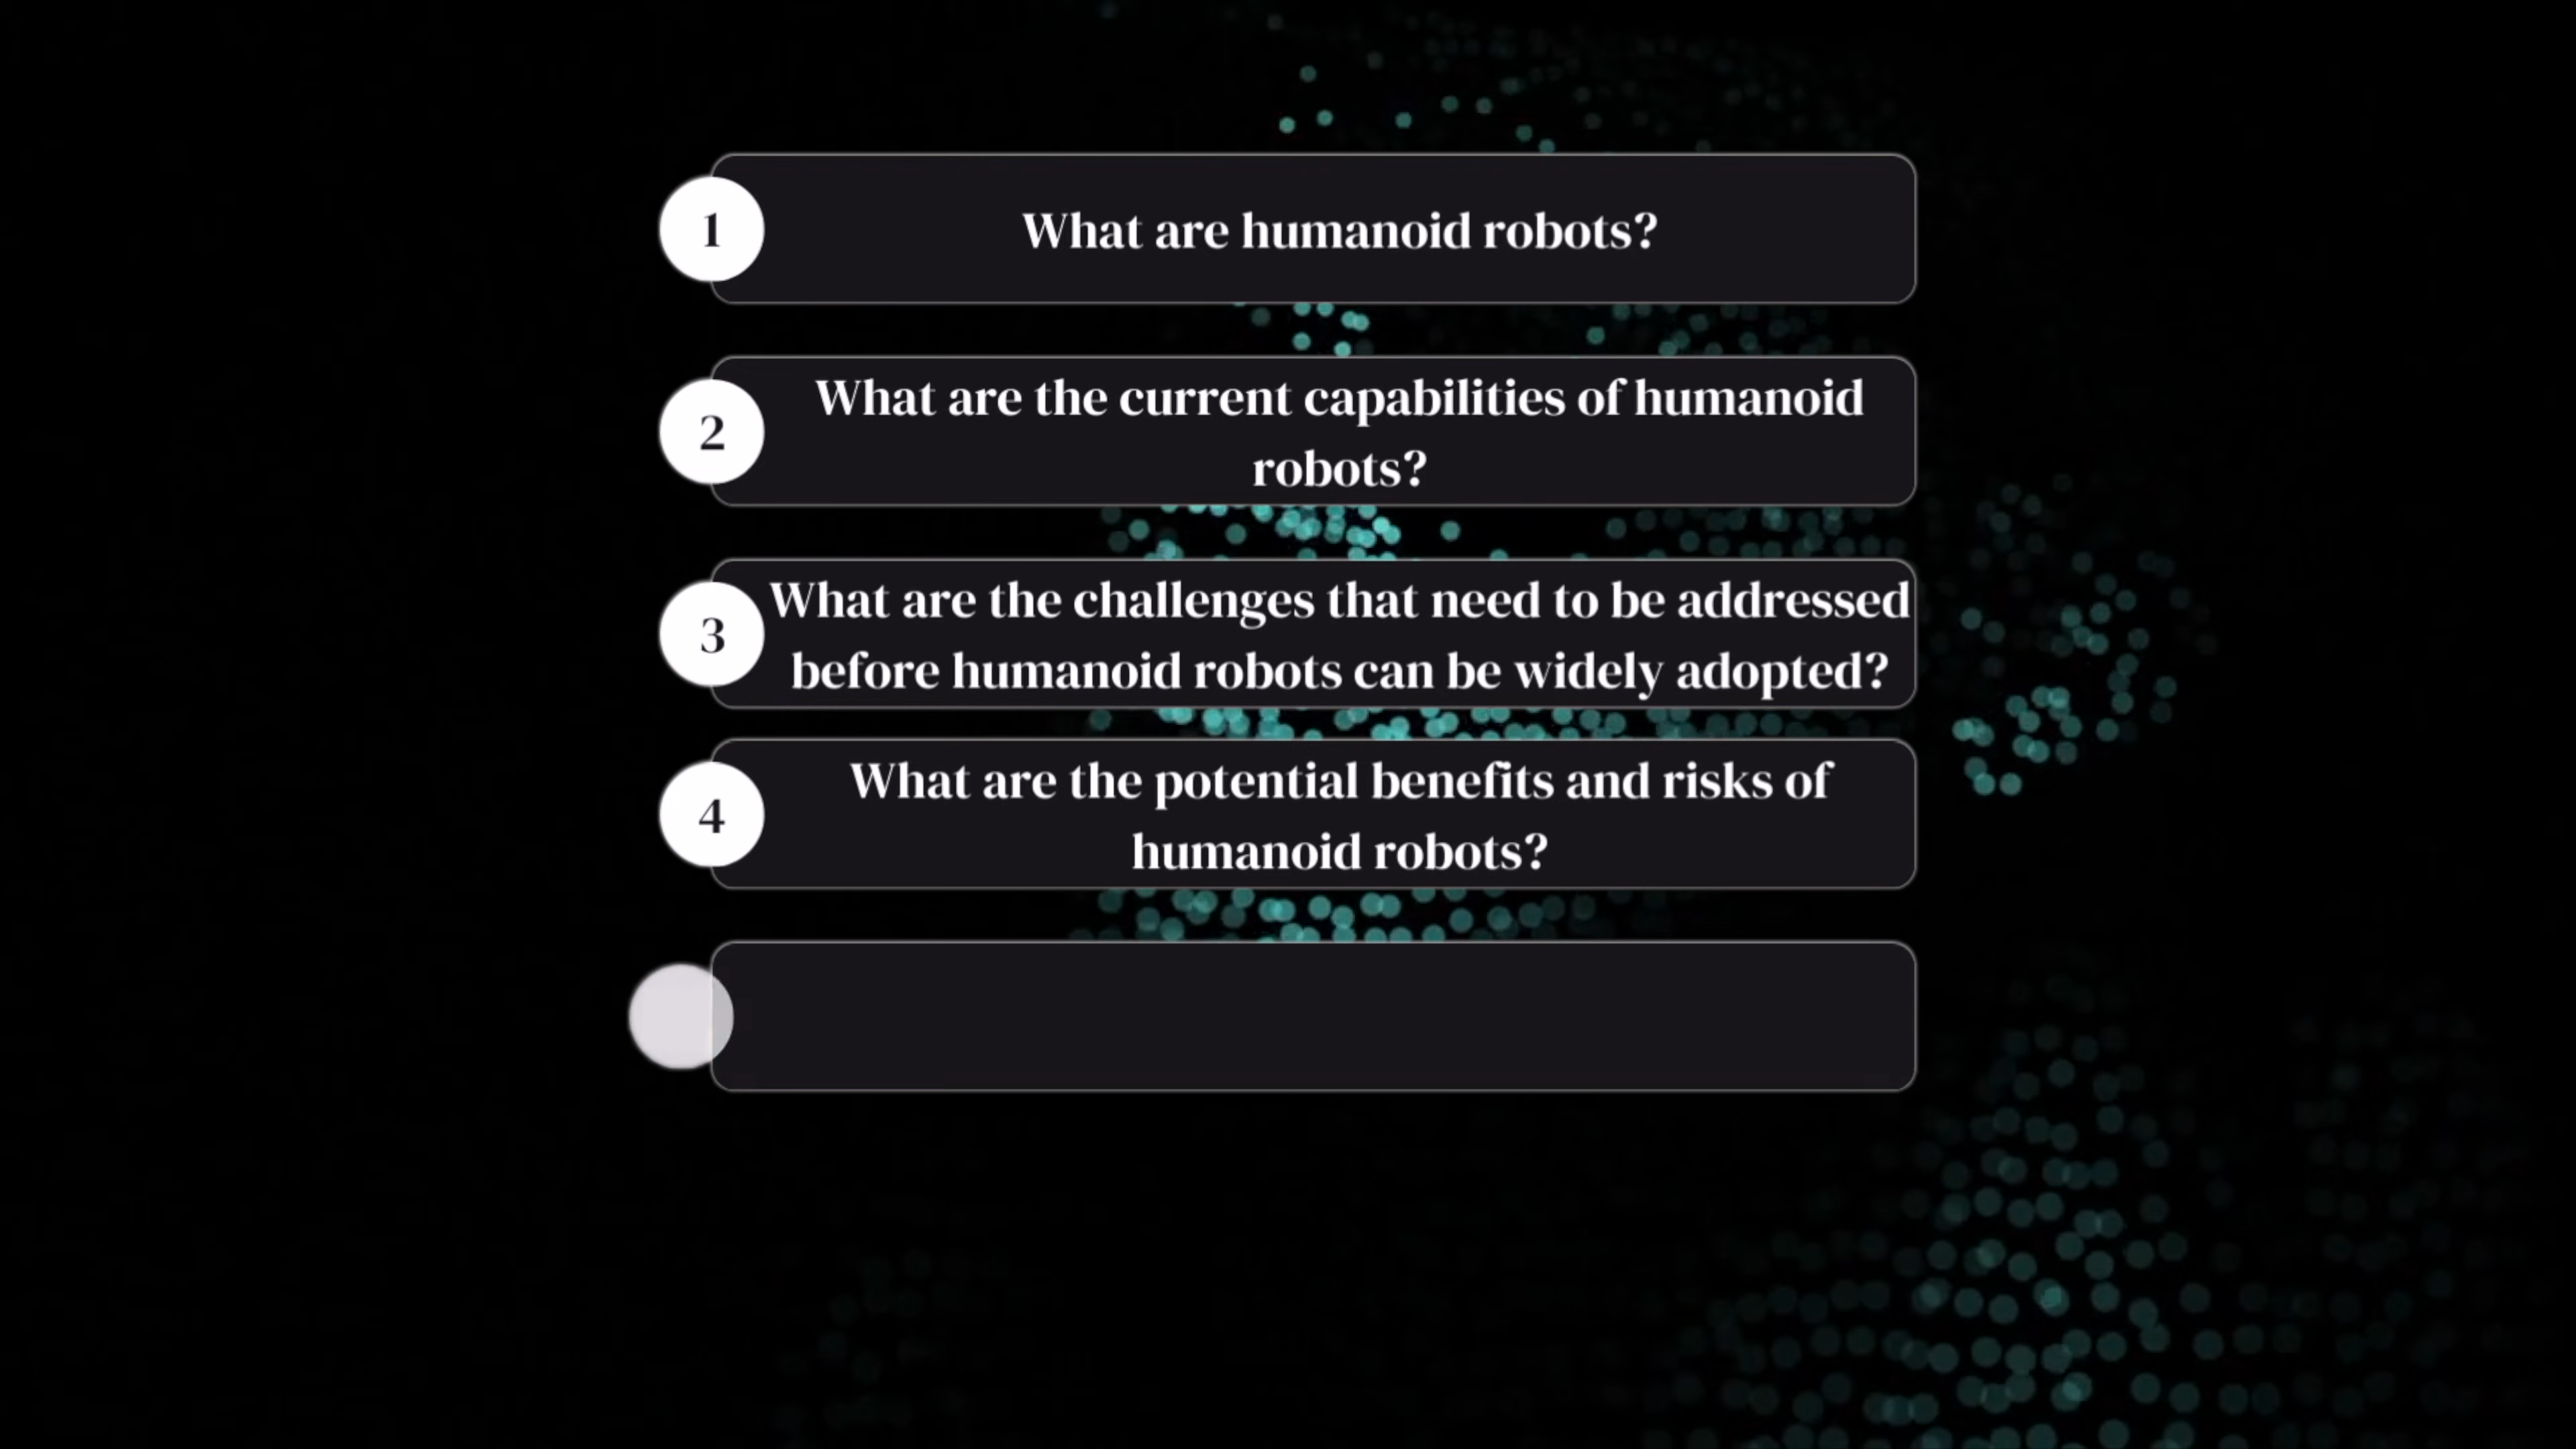 1
What are humanoid robots?
2
What are the current capabilities of humanoid
robots?
3
What are the challenges that need to be addressed
before humanoid robots can be widely adopted?
4
What are the potential benefits and risks of
humanoid robots?